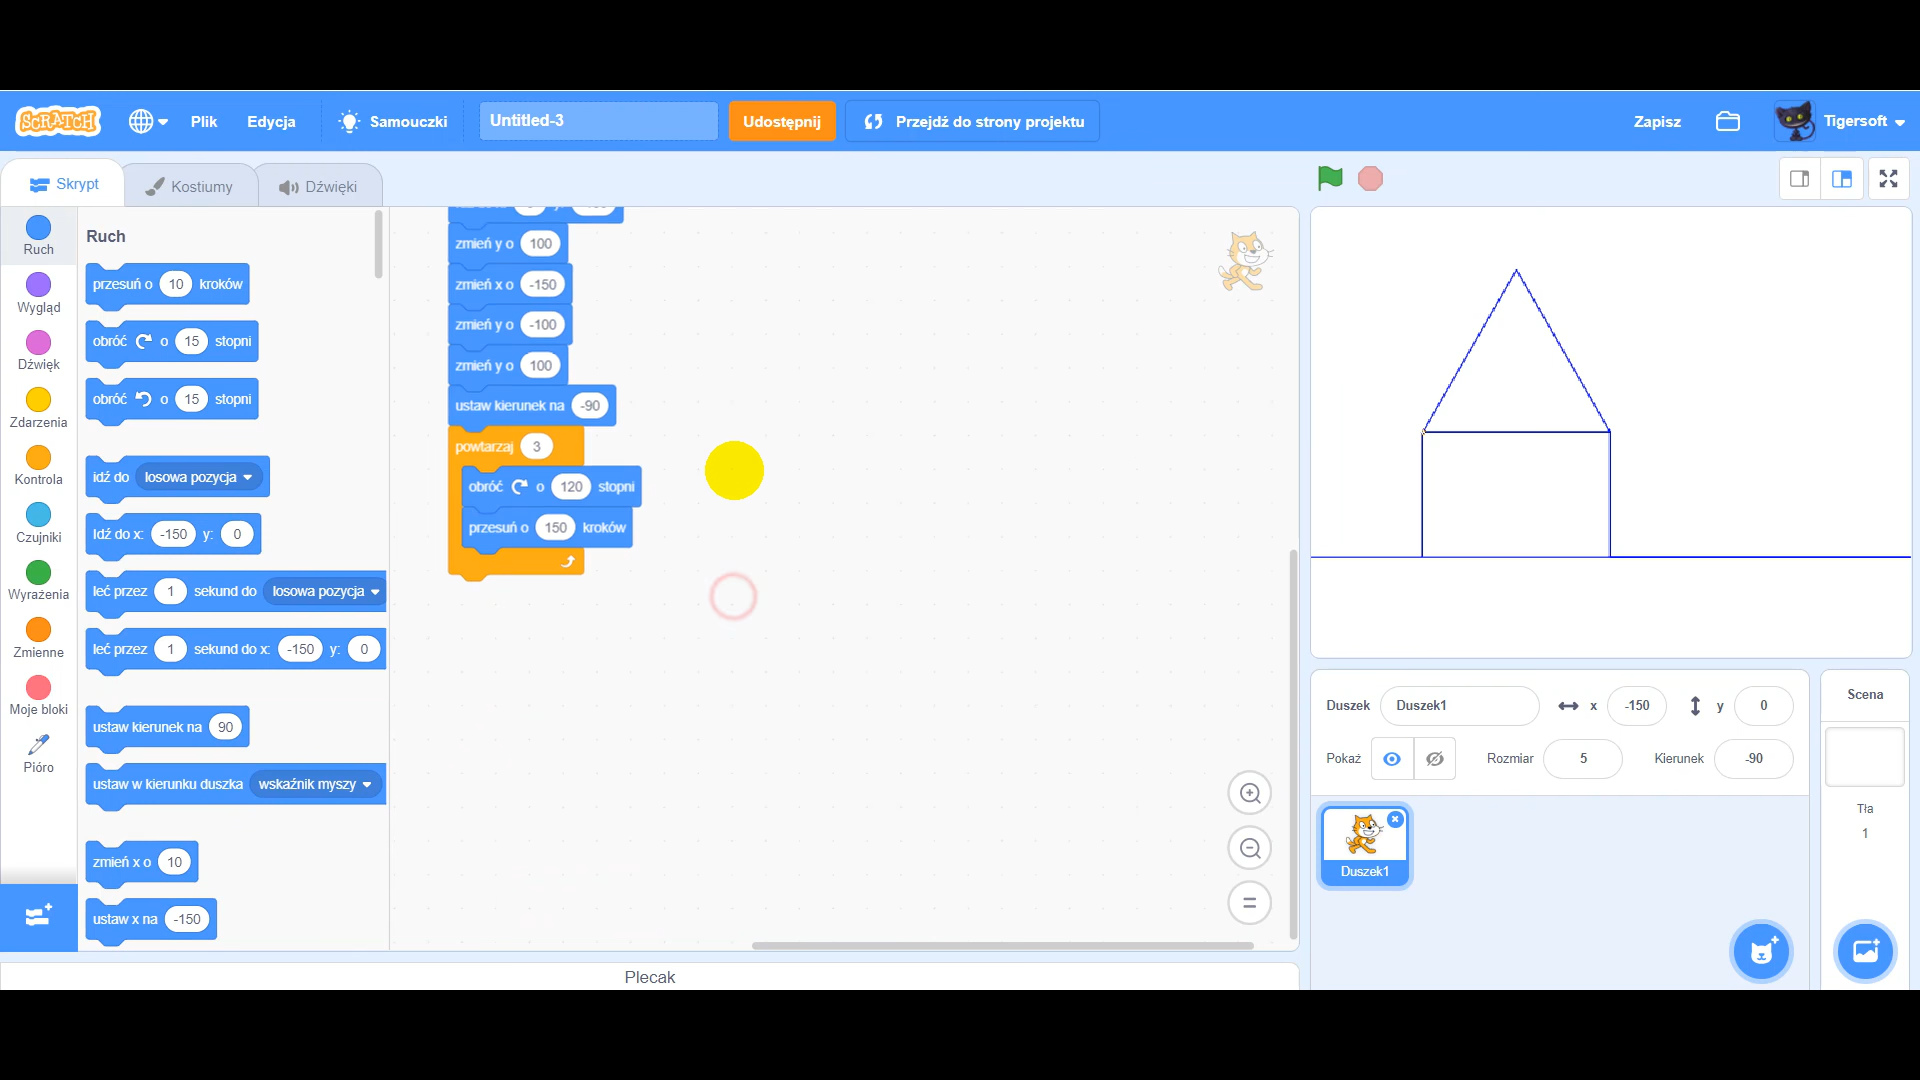 SCRATCH Plik Edycja Samouczki Untitled-3 Udostępnij Przejdź do strony projektu Zapisz Tigersoft
Skrypt Kostiumy Dźwięki
Ruch
Wygląd
Dźwięk
Zdarzenia
Kontrola
Czujniki
Wyrażenia
Zmienne
Moje bloki
Pióro
Ruch
przesuń o 10 kroków
obróć o 15 stopni
obróć o 15 stopni
idź do losowa pozycja
Idź do x: -150 y: 0
leć przez 1 sekund do losowa pozycja
leć przez 1 sekund do x: -150 y: 0
ustaw kierunek na 90
ustaw w kierunku duszka wskaźnik myszy
zmień x o 10
ustaw x na -150
zmień y o 100
zmień x o -150
zmień y o -100
zmień y o 100
ustaw kierunek na -90
powtarzaj 3
obróć o 120 stopni
przesuń o 150 kroków
Plecak
Duszek Duszek1 x -150 y 0
Pokaż Rozmiar 5 Kierunek -90
Duszek1
Scena
Tła
1